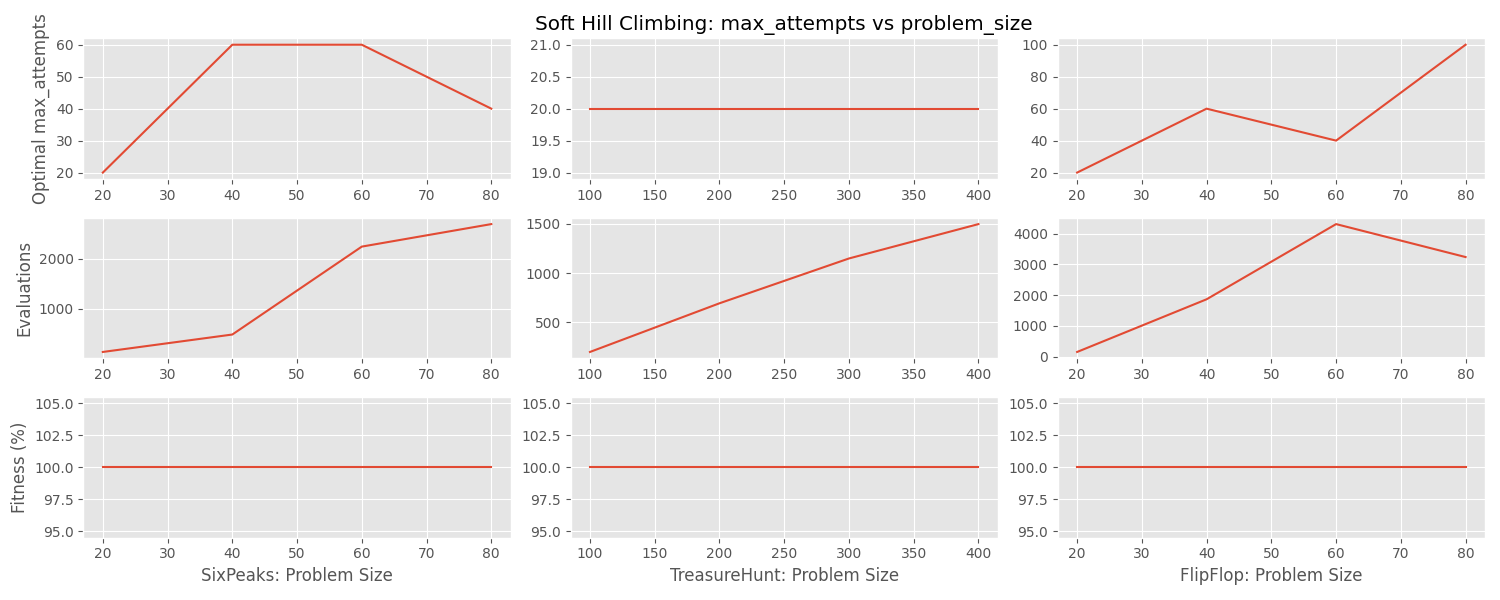 Soft Hill Climbing: max_attempts vs problem_size
Optimal max_attempts
60
50
40
30
20
20 30 40 50 60 70 80
21.0
20.5
20.0
19.5
19.0
100 150 200 250 300 350 400
100
80
60
40
20
20 30 40 50 60 70 80
Evaluations
2000
1000
20 30 40 50 60 70 80
1500
1000
500
100 150 200 250 300 350 400
4000
3000
2000
1000
0
20 30 40 50 60 70 80
Fitness (%)
105.0
102.5
100.0
97.5
95.0
20 30 40 50 60 70 80
SixPeaks: Problem Size
105.0
102.5
100.0
97.5
95.0
100 150 200 250 300 350 400
TreasureHunt: Problem Size
105.0
102.5
100.0
97.5
95.0
20 30 40 50 60 70 80
FlipFlop: Problem Size